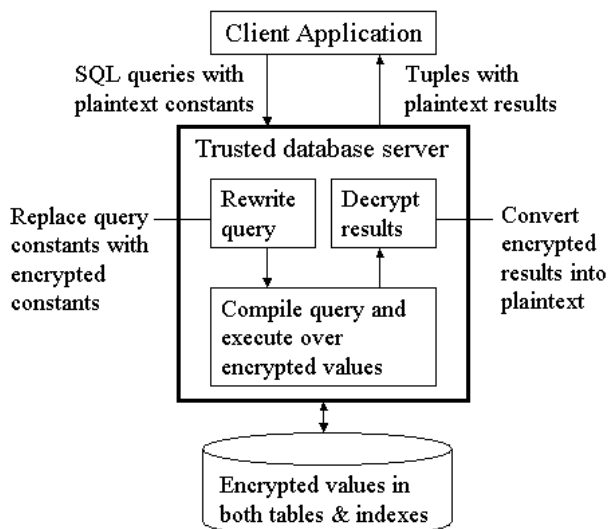 Client Application
SQL queries with
plaintext constants
Tuples with
plaintext results
Trusted database server
Replace query
constants with
encrypted
constants
Rewrite
query
Decrypt
results
Convert
encrypted
results into
plaintext
Compile query and
execute over
encrypted values
Encrypted values in
both tables & indexes